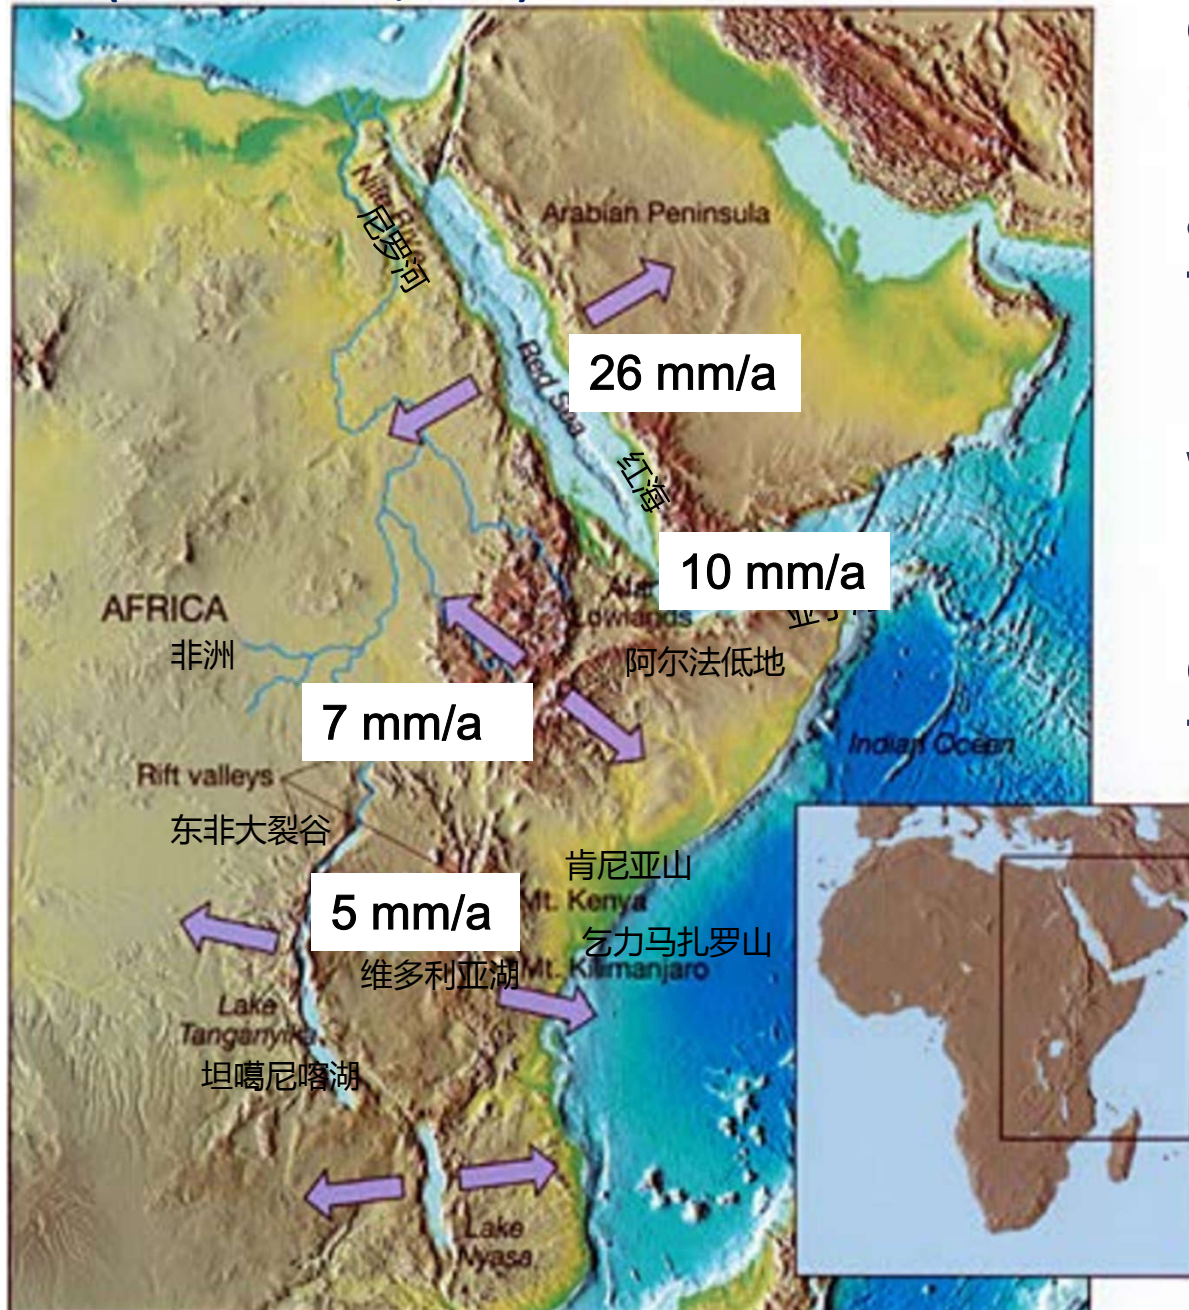 Arabian Peninsula
尼罗河
26 mm/a
Red Sea
红海
10 mm/a
AFRICA
非洲
Lowlands
阿尔法低地
7 mm/a
Indian Ocean
Rift valleys
东非大裂谷
肯尼亚山
5 mm/a
Mt. Kenya
乞力马扎罗山
维多利亚湖
Mt. Kilimanjaro
Lake
Tanganyika
坦噶尼喀湖
Lake
Nyasa